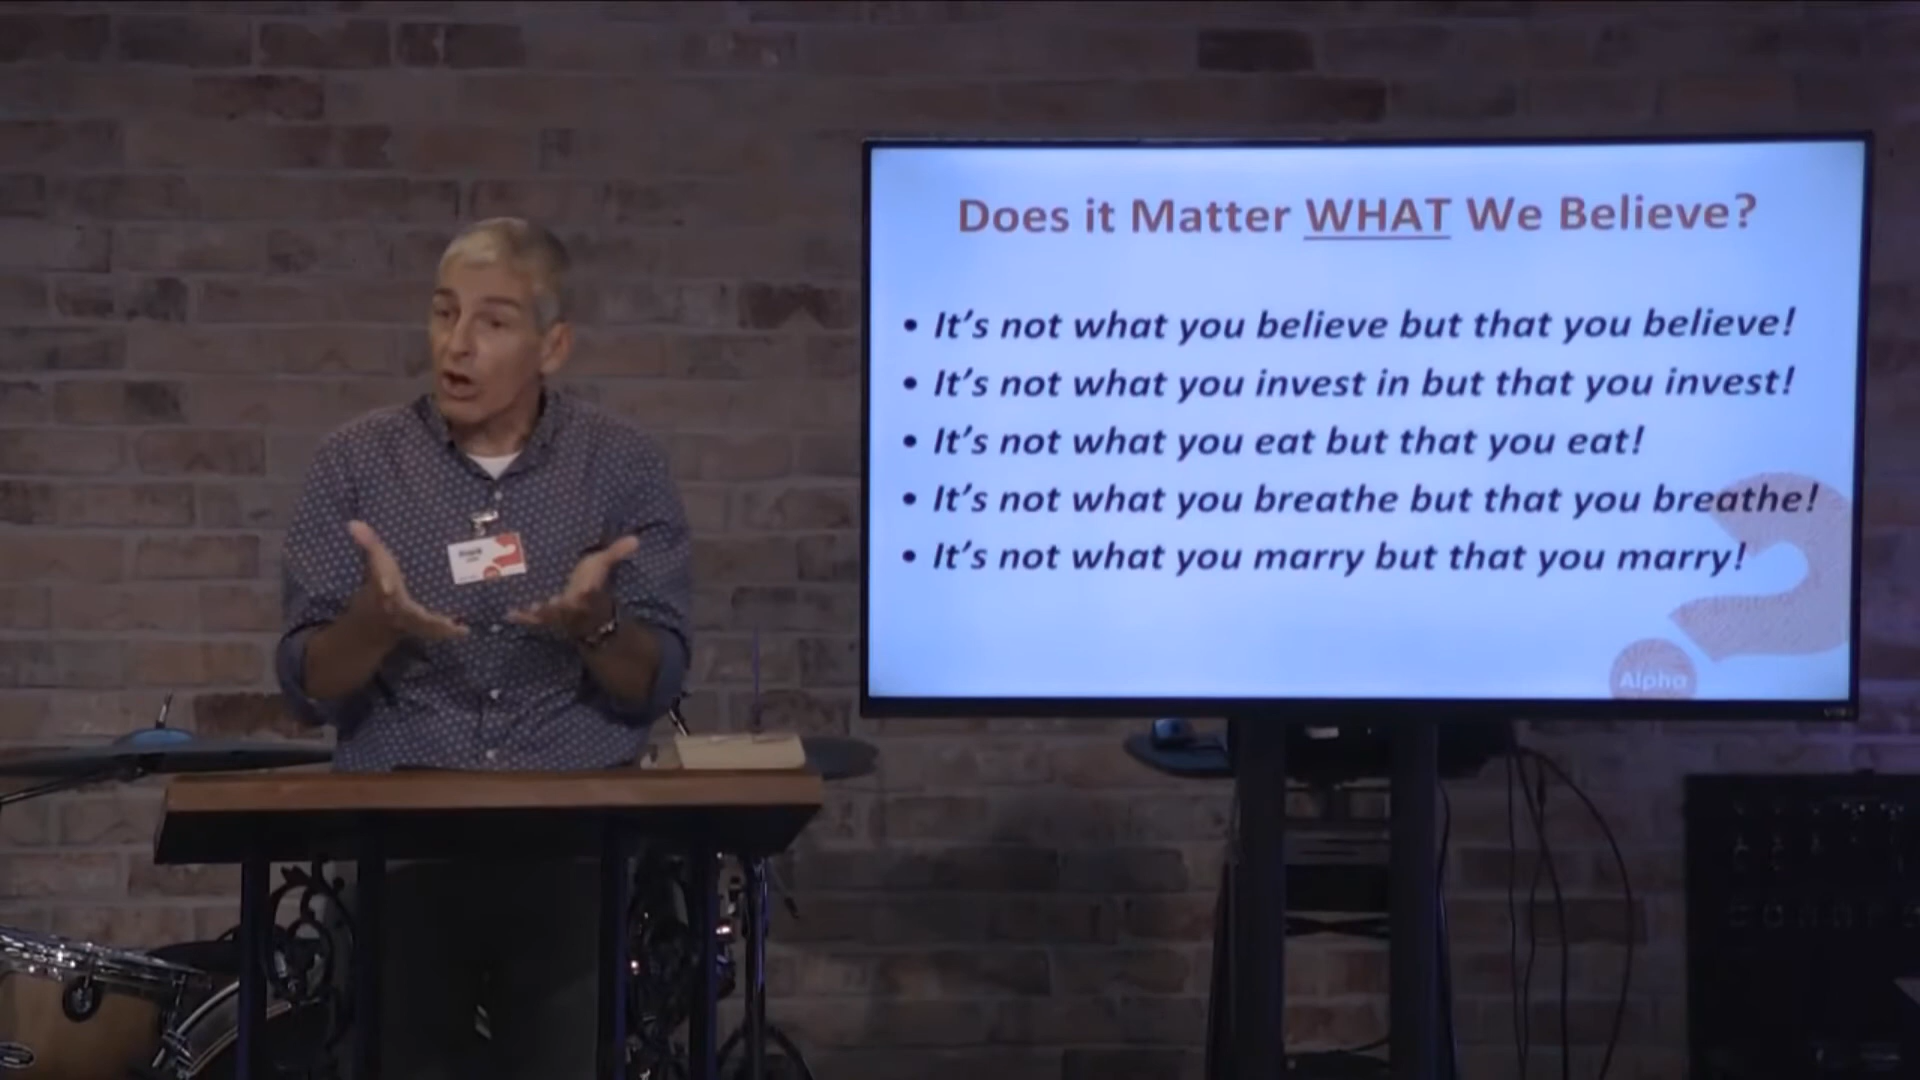 Does it Matter WHAT We Believe?
• It's not what you believe but that you believe!
• It's not what you invest in but that you invest!
• It's not what you eat but that you eat!
• It's not what you breathe but that you breathe!
• It's not what you marry but that you marry!
Alpha